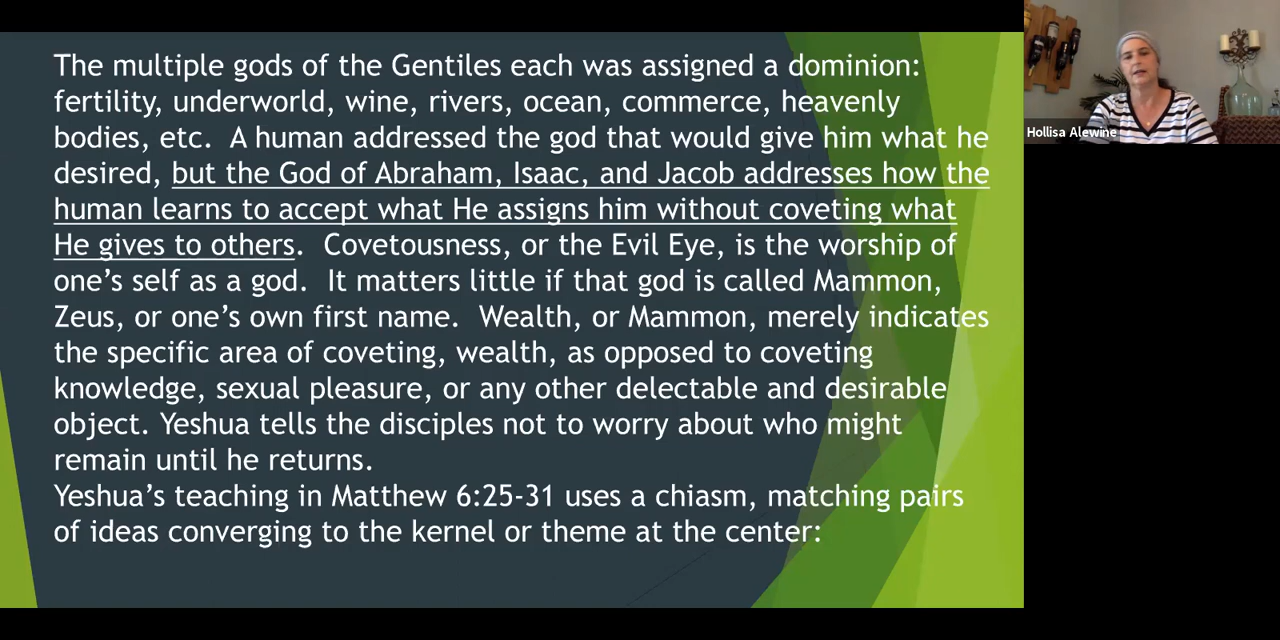 The multiple gods of the Gentiles each was assigned a dominion:
fertility, underworld, wine, rivers, ocean, commerce, heavenly
bodies, etc.  A human addressed the god that would give him what he
desired, but the God of Abraham, Isaac, and Jacob addresses how the
human learns to accept what He assigns him without coveting what
He gives to others.  Covetousness, or the Evil Eye, is the worship of
one’s self as a god.  It matters little if that god is called Mammon,
Zeus, or one’s own first name.  Wealth, or Mammon, merely indicates
the specific area of coveting, wealth, as opposed to coveting
knowledge, sexual pleasure, or any other delectable and desirable
object. Yeshua tells the disciples not to worry about who might
remain until he returns.
Yeshua’s teaching in Matthew 6:25-31 uses a chiasm, matching pairs
of ideas converging to the kernel or theme at the center:
Hollisa Alewine